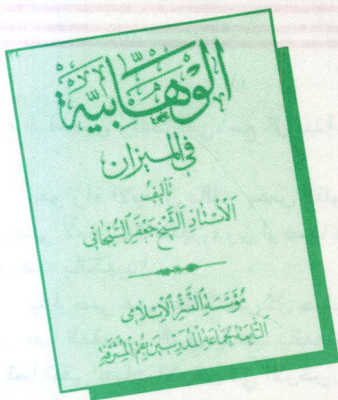 الوهابية
في الميزان
تأليف
الأستاذ الشيخ جعفر السبحاني
مؤسسة النشر الإسلامي
التابعة لجماعة المدرسين بقم المشرفة